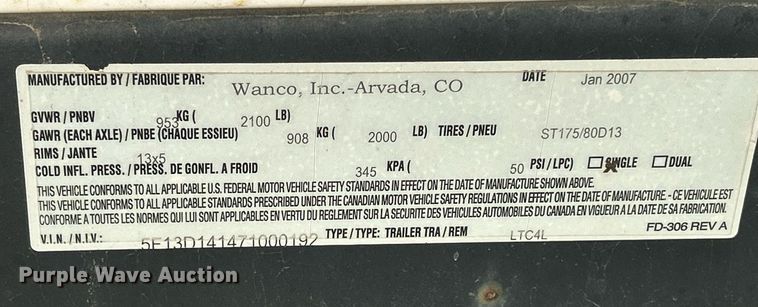 MANUFACTURED BY / FABRIQUE PAR: Wanco, Inc.-Arvada, CO DATE Jan 2007
GVWR / PNBV 953 KG ( 2100 LB)
GAWR (EACH AXLE) / PNBE (CHAQUE ESSIEU) 908 KG ( 2000 LB) TIRES / PNEU ST175/80D13
RIMS / JANTE 13x5
COLD INFL. PRESS. / PRESS. DE GONFL. A FROID 345 KPA ( 50 PSI / LPC) SINGLE DUAL
THIS VEHICLE CONFORMS TO ALL APPLICABLE U.S. FEDERAL MOTOR VEHICLE SAFETY STANDARDS IN EFFECT ON THE DATE OF MANUFACTURE SHOWN ABOVE.
THIS VEHICLE CONFORMS TO ALL APPLICABLE STANDARDS PRESCRIBED UNDER THE CANADIAN MOTOR VEHICLE SAFETY REGULATIONS IN EFFECT ON THE DATE OF MANUFACTURE. - CE VEHICULE EST
CONFORME A TOUTES LES NORMES QUI LUI SONT APPLICABLES EN VERTU DU REGLEMENT SUR LA SECURITE DES VEHICULES AUTOMOBILES DU CANADA EN VIGUEUR A LA DATE DE SA FABRICATION.
V.I.N. / N.I.V.: 5F13D141471000192 TYPE / TYPE: TRAILER TRA / REM LTC4L FD-306 REV A
Purple Wave Auction